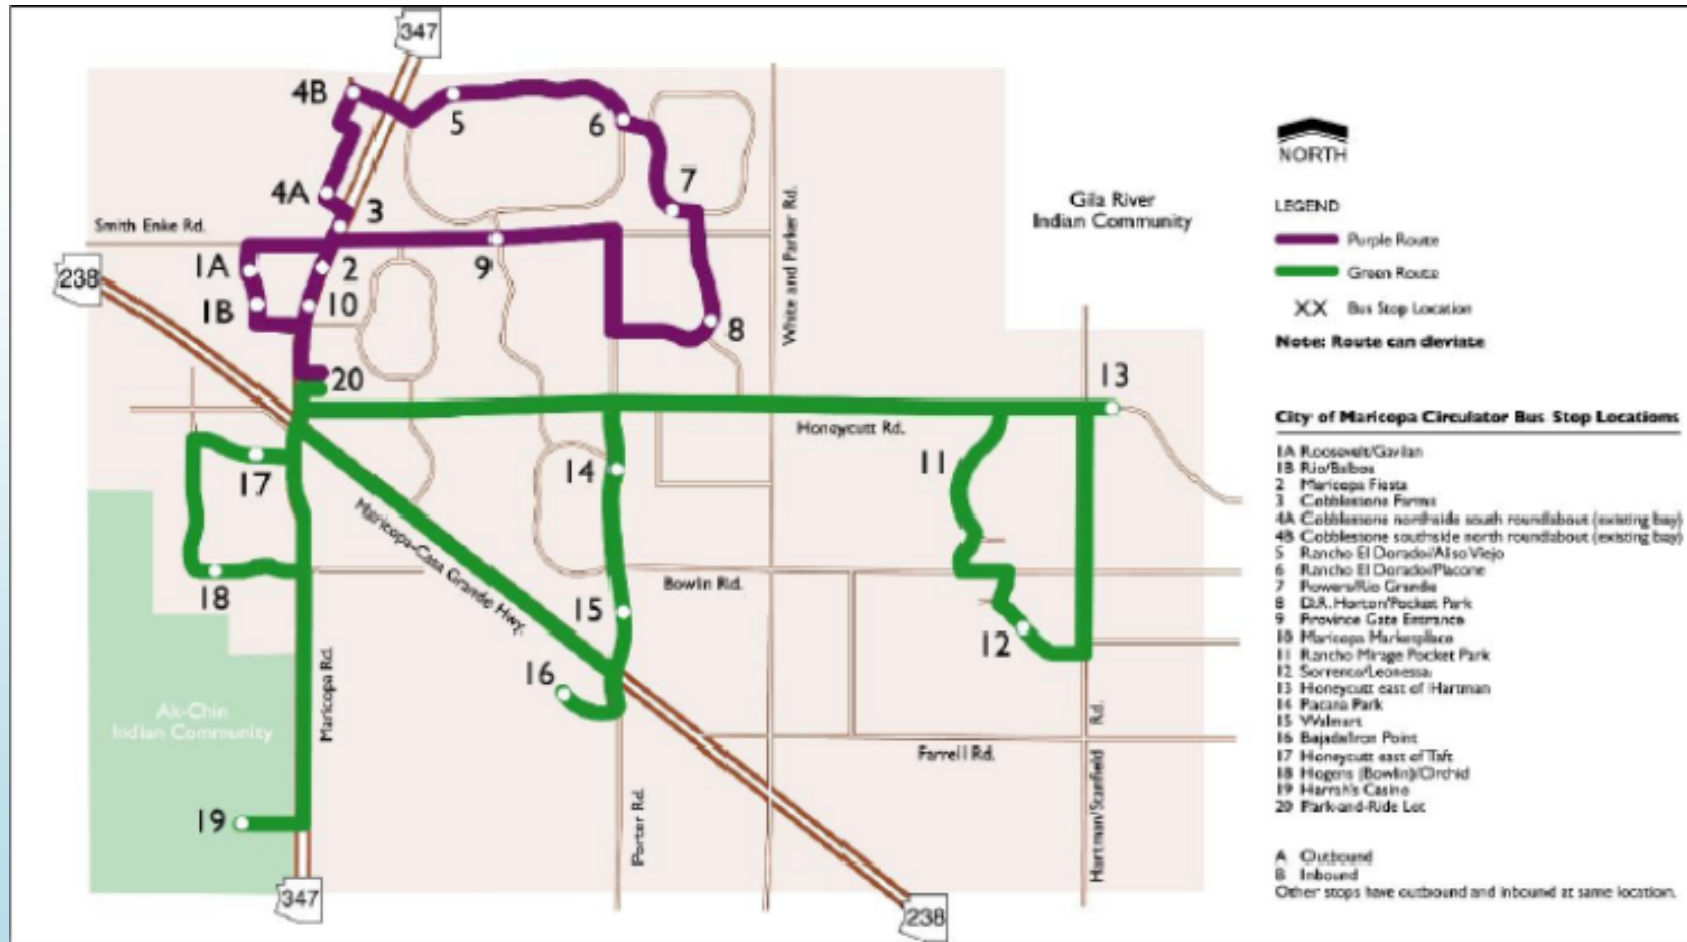 347
4B
5
6
7
4A
3
Smith Enke Rd.
238
1A
2
9
1B
10
8
20
White and Parker Rd.
Gila River
Indian Community
13
Honeycutt Rd.
11
17
14
Maricopa-Casa Grande Hwy.
18
Bowlin Rd.
15
12
16
Maricopa Rd.
Ak-Chin
Indian Community
Farrell Rd.
19
Porter Rd.
Hartman/Stanfield Rd.
347
238
NORTH
LEGEND
Purple Route
Green Route
XX Bus Stop Location
Note: Route can deviate
City of Maricopa Circulator Bus Stop Locations
1A Roosevelt/Gavilan
1B Rio/Balboa
2 Maricopa Fiesta
3 Cobblestone Farms
4A Cobblestone northside south roundabout (existing bay)
4B Cobblestone southside north roundabout (existing bay)
5 Rancho El Dorado/Aliso Viejo
6 Rancho El Dorado/Placone
7 Powers/Rio Grande
8 D.R. Horton/Pocket Park
9 Province Gate Entrance
10 Maricopa Marketplace
11 Rancho Mirage Pocket Park
12 Sorrento/Leonessa
13 Honeycutt east of Hartman
14 Pacana Park
15 Walmart
16 Bajada/Iron Point
17 Honeycutt east of Taft
18 Hogens (Bowlin)/Orchid
19 Harrah's Casino
20 Park-and-Ride Lot
A Outbound
B Inbound
Other stops have outbound and inbound at same location.